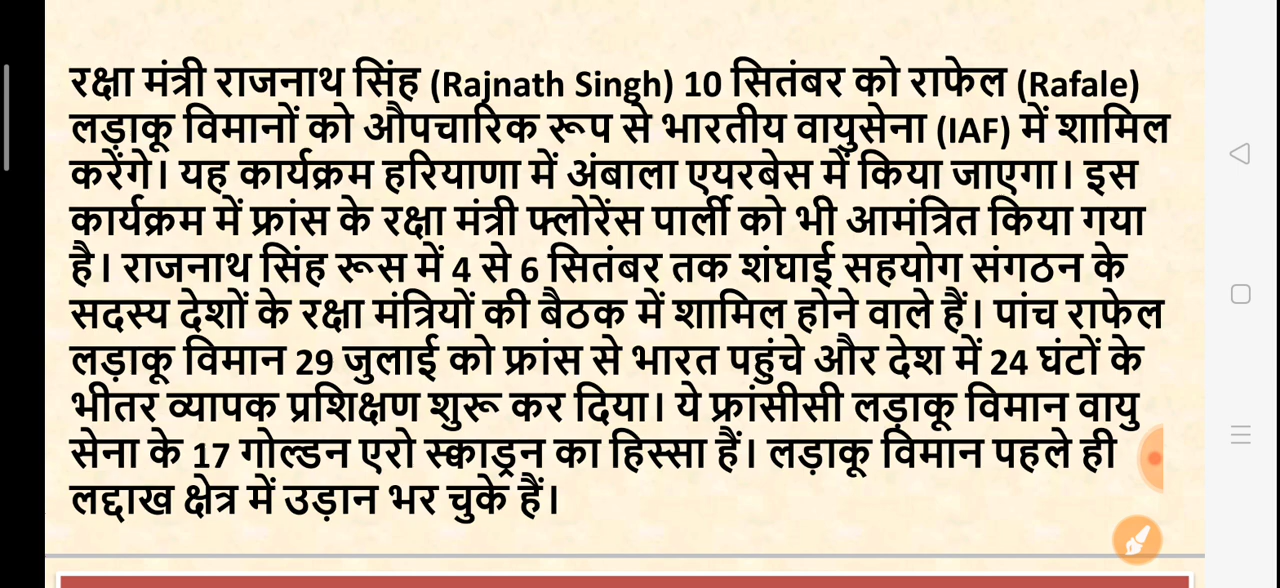 रक्षा मंत्री राजनाथ सिंह (Rajnath Singh) 10 सितंबर को राफेल (Rafale)
लड़ाकू विमानों को औपचारिक रूप से भारतीय वायुसेना (IAF) में शामिल
करेंगे। यह कार्यक्रम हरियाणा में अंबाला एयरबेस में किया जाएगा। इस
कार्यक्रम में फ्रांस के रक्षा मंत्री फ्लोरेंस पार्ली को भी आमंत्रित किया गया
है। राजनाथ सिंह रूस में 4 से 6 सितंबर तक शंघाई सहयोग संगठन के
सदस्य देशों के रक्षा मंत्रियों की बैठक में शामिल होने वाले हैं। पांच राफेल
लड़ाकू विमान 29 जुलाई को फ्रांस से भारत पहुंचे और देश में 24 घंटों के
भीतर व्यापक प्रशिक्षण शुरू कर दिया। ये फ्रांसीसी लड़ाकू विमान वायु
सेना के 17 गोल्डन एरो स्क्वाड्रन का हिस्सा हैं। लड़ाकू विमान पहले ही
लद्दाख क्षेत्र में उड़ान भर चुके हैं।